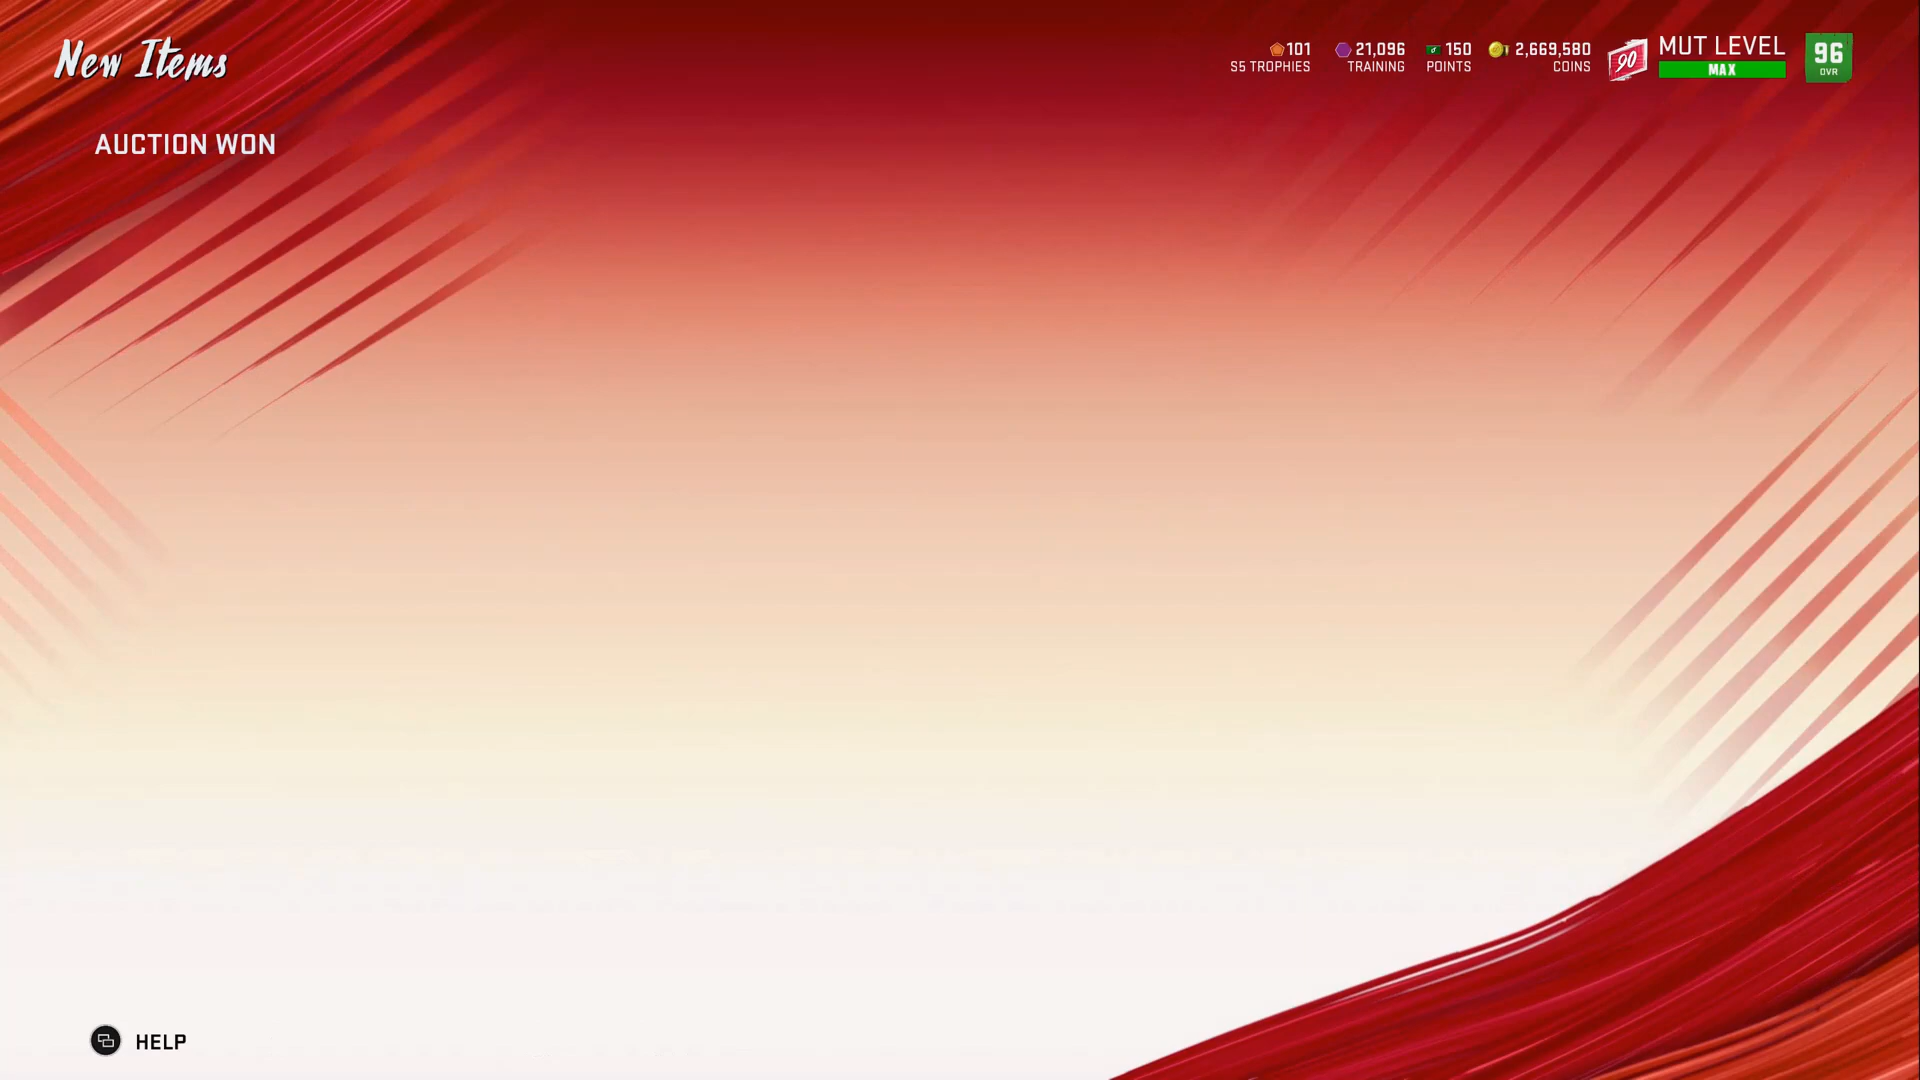 New Items
101
S5 TROPHIES
21,096
TRAINING
150
POINTS
2,669,580
COINS
90
MUT LEVEL
MAX
96
OVR
AUCTION WON
HELP